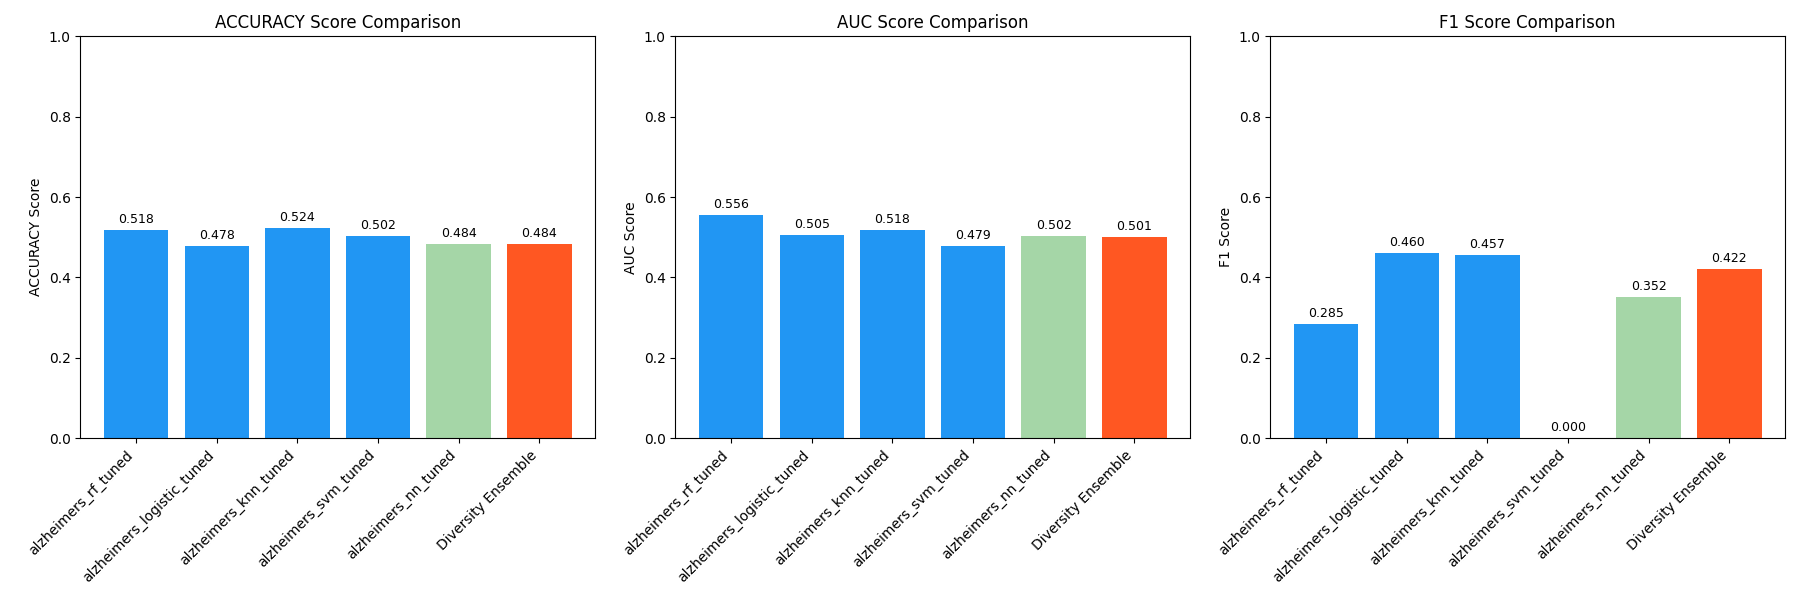 ACCURACY Score Comparison
ACCURACY Score
1.0
0.8
0.6
0.4
0.2
0.0
0.518
0.478
0.524
0.502
0.484
0.484
alzheimers_rf_tuned
alzheimers_logistic_tuned
alzheimers_knn_tuned
alzheimers_svm_tuned
alzheimers_nn_tuned
Diversity Ensemble
AUC Score Comparison
AUC Score
1.0
0.8
0.6
0.4
0.2
0.0
0.556
0.505
0.518
0.479
0.502
0.501
alzheimers_rf_tuned
alzheimers_logistic_tuned
alzheimers_knn_tuned
alzheimers_svm_tuned
alzheimers_nn_tuned
Diversity Ensemble
F1 Score Comparison
F1 Score
1.0
0.8
0.6
0.4
0.2
0.0
0.285
0.460
0.457
0.000
0.352
0.422
alzheimers_rf_tuned
alzheimers_logistic_tuned
alzheimers_knn_tuned
alzheimers_svm_tuned
alzheimers_nn_tuned
Diversity Ensemble